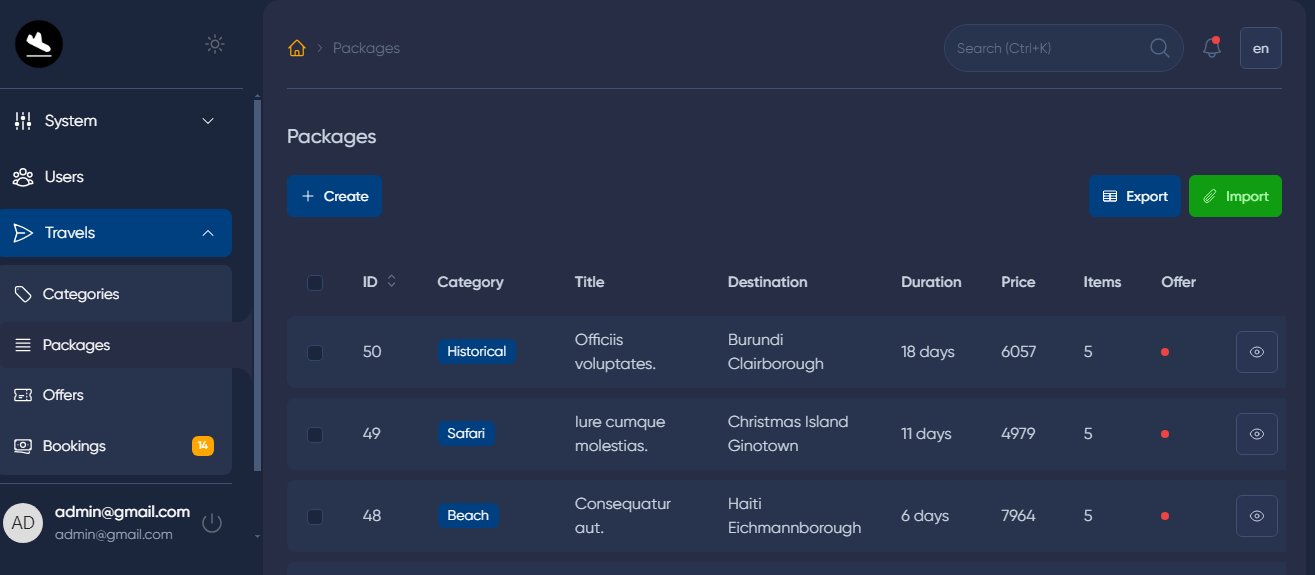 Packages
Search (Ctrl+K)
en
System
Users
Travels
Categories
Packages
Offers
Bookings
14
AD
admin@gmail.com
admin@gmail.com
Packages
Create
Export
Import
ID Category Title Destination Duration Price Items Offer
50 Historical Officiis voluptates. Burundi Clairborough 18 days 6057 5
49 Safari Iure cumque molestias. Christmas Island Ginotown 11 days 4979 5
48 Beach Consequatur aut. Haiti Eichmannborough 6 days 7964 5